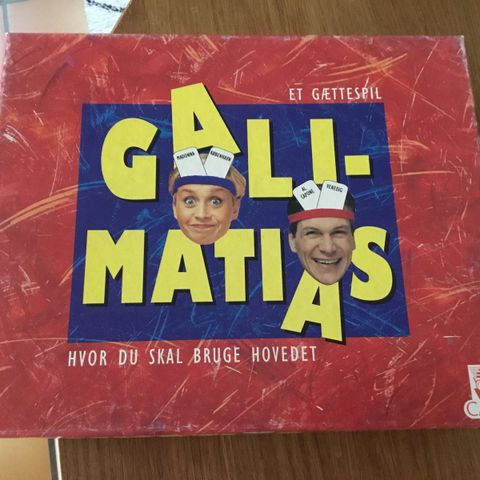 ET GÆTTESPIL
GALI-
MADONNA
KØBENHAVN
AL
CAPONE
VENEDIG
MATIAS
HVOR DU SKAL BRUGE HOVEDET